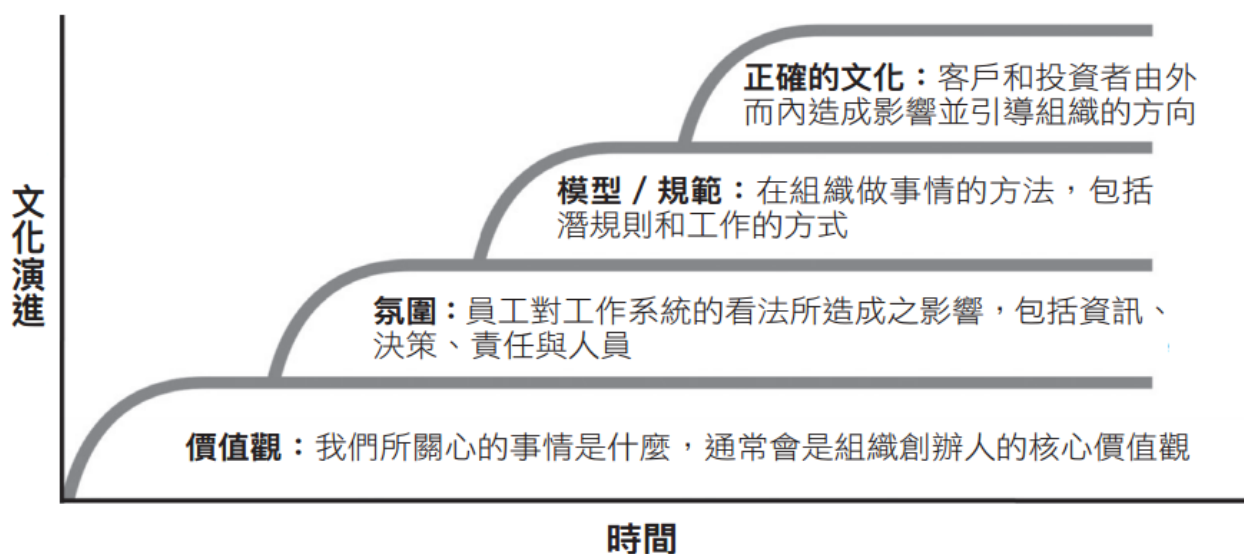 正確的文化：客戶和投資者由外
而內造成影響並引導組織的方向
模型 / 規範：在組織做事情的方法，包括
潛規則和工作的方式
氛圍：員工對工作系統的看法所造成之影響，包括資訊、
決策、責任與人員
價值觀：我們所關心的事情是什麼，通常會是組織創辦人的核心價值觀
文化演進
時間